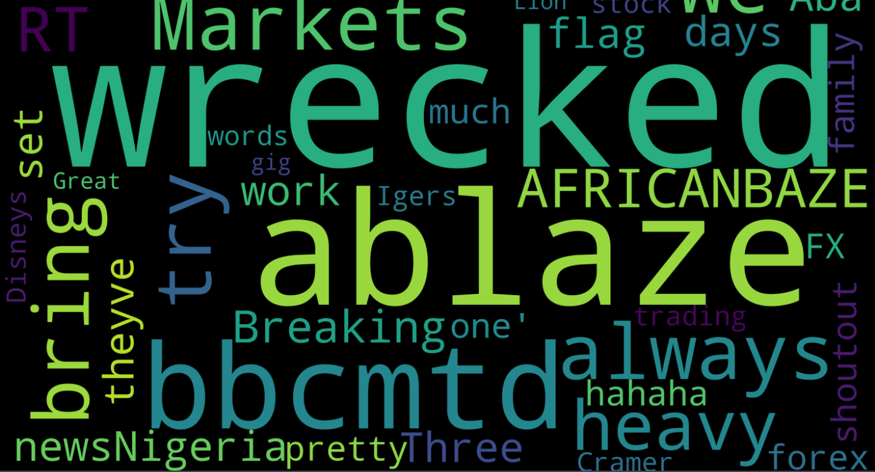 Lion stock we Aba
RT Markets flag days
wrecked
family
set
words much
gig
Great
work Igers AFRICANBAZE
Disneys
bring
try
ablaze FX
theyve
Breaking one' trading
shoutout
bbcmtd always
hahaha
heavy
newsNigeria pretty Three
Cramer forex